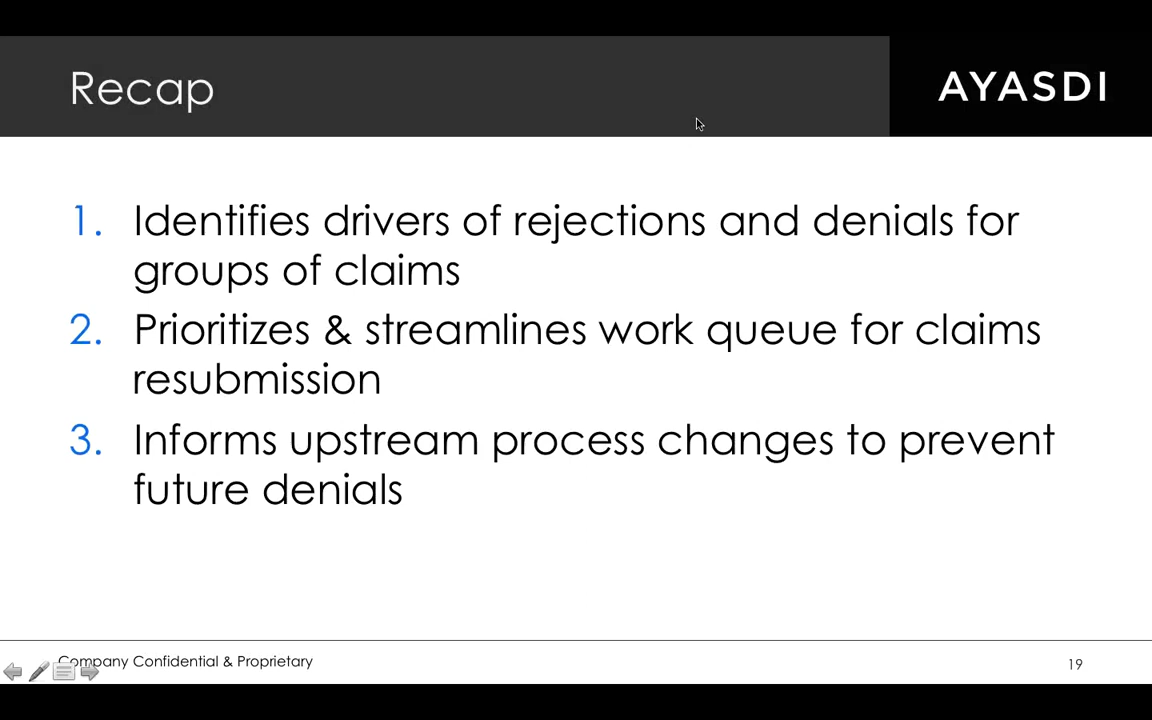 Recap
AYASDI
1. Identifies drivers of rejections and denials for
groups of claims
2. Prioritizes & streamlines work queue for claims
resubmission
3. Informs upstream process changes to prevent
future denials
Company Confidential & Proprietary
19